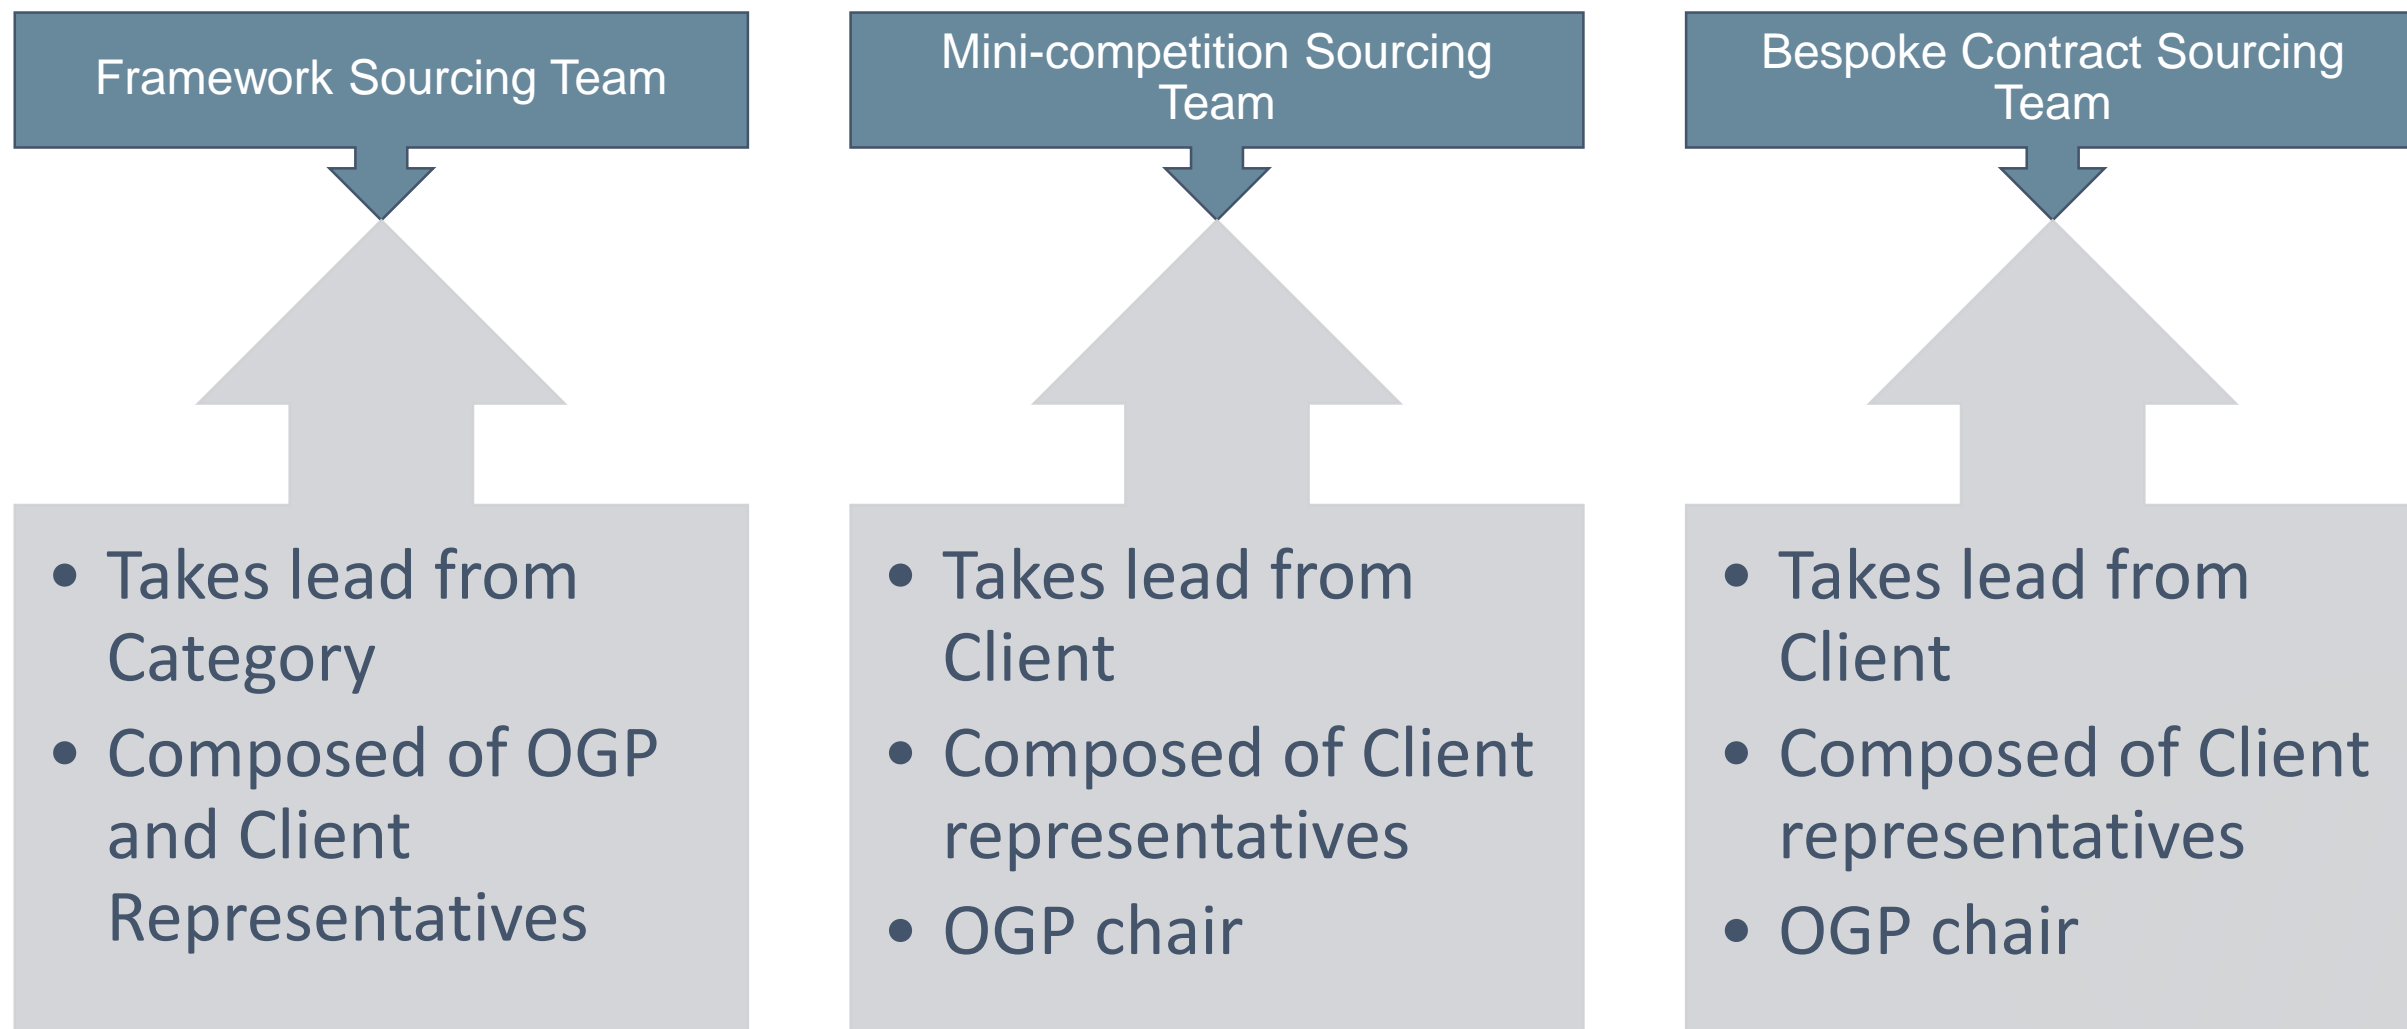 Framework Sourcing Team
Mini-competition Sourcing
Team
Bespoke Contract Sourcing
Team
• Takes lead from
Category
• Composed of OGP
and Client
Representatives
• Takes lead from
Client
• Composed of Client
representatives
• OGP chair
• Takes lead from
Client
• Composed of Client
representatives
• OGP chair